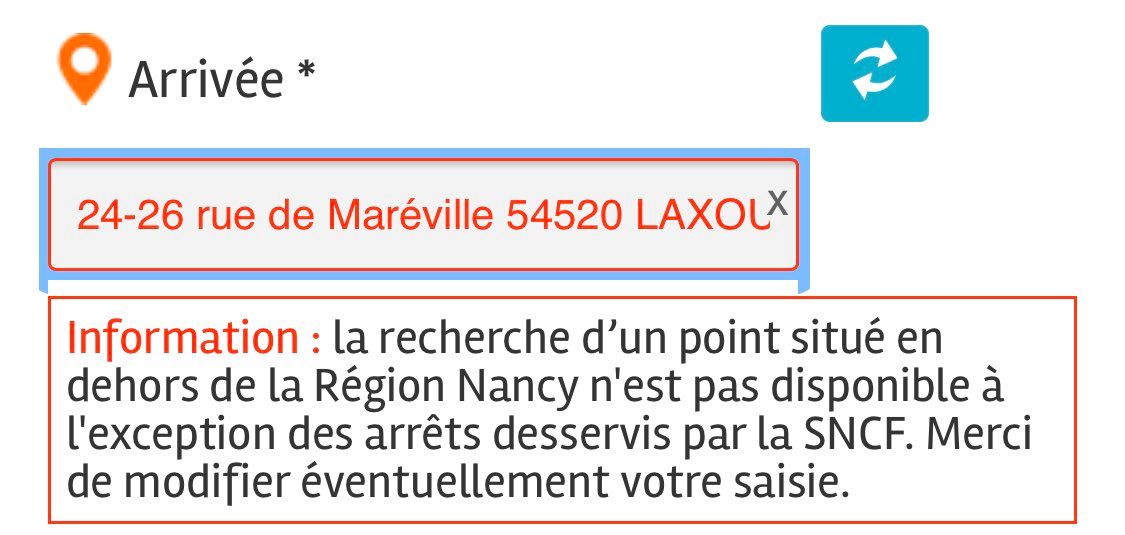 Arrivée *
24-26 rue de Maréville 54520 LAXOU
X
Information : la recherche d’un point situé en
dehors de la Région Nancy n'est pas disponible à
l'exception des arrêts desservis par la SNCF. Merci
de modifier éventuellement votre saisie.